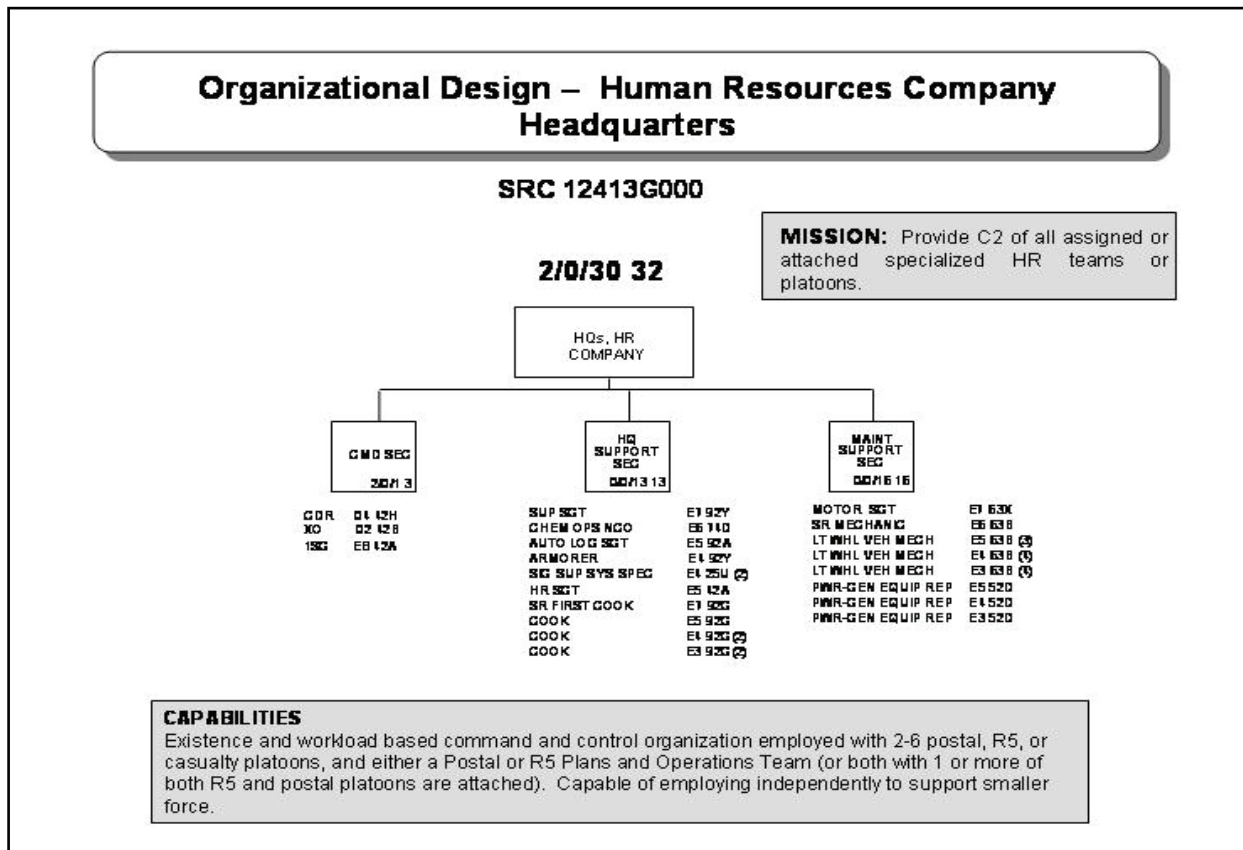 Organizational Design – Human Resources Company
Headquarters
SRC 12413G000
MISSION: Provide C2 of all assigned or
attached specialized HR teams or
platoons.
2/0/30 32
HQs, HR
COMPANY
CMD SEC
2/0/1 3
HQ
SUPPORT
SEC
0/0/13 13
MAINT
SUPPORT
SEC
0/0/16 16
CDR O4 42H
XO O2 42B
1SG E8 42A
SUP SGT E7 92Y
CHEM OPS NCO E6 74D
AUTO LOG SGT E5 92A
ARMORER E4 92Y
SIG SUP SYS SPEC E4 25U (2)
HR SGT E5 42A
SR FIRST COOK E7 92G
COOK E5 92G
COOK E4 92G (2)
COOK E3 92G (2)
MOTOR SGT E7 63X
SR MECHANIC E6 63B
LT WHL VEH MECH E5 63B
LT WHL VEH MECH E4 63B
LT WHL VEH MECH E3 63B
PWR-GEN EQUIP REP E5 52D
PWR-GEN EQUIP REP E4 52D
PWR-GEN EQUIP REP E3 52D
CAPABILITIES
Existence and workload based command and control organization employed with 2-6 postal, R5, or
casualty platoons, and either a Postal or R5 Plans and Operations Team (or both with 1 or more of
both R5 and postal platoons are attached). Capable of employing independently to support smaller
force.